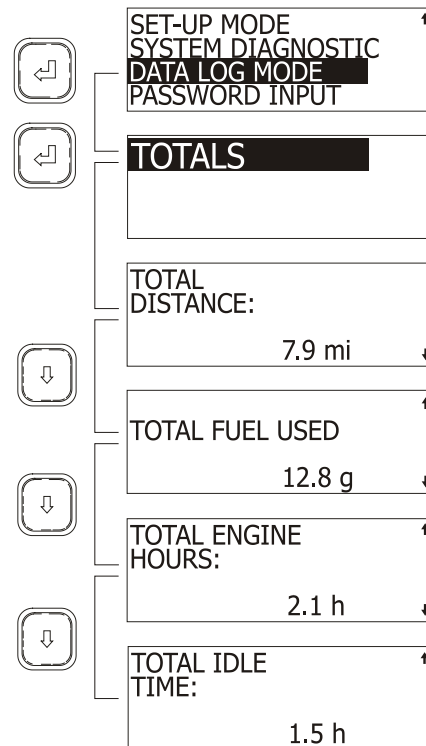 SET-UP MODE
SYSTEM DIAGNOSTIC
DATA LOG MODE
PASSWORD INPUT
TOTALS
TOTAL
DISTANCE:
7.9 mi
TOTAL FUEL USED
12.8 g
TOTAL ENGINE
HOURS:
2.1 h
TOTAL IDLE
TIME:
1.5 h